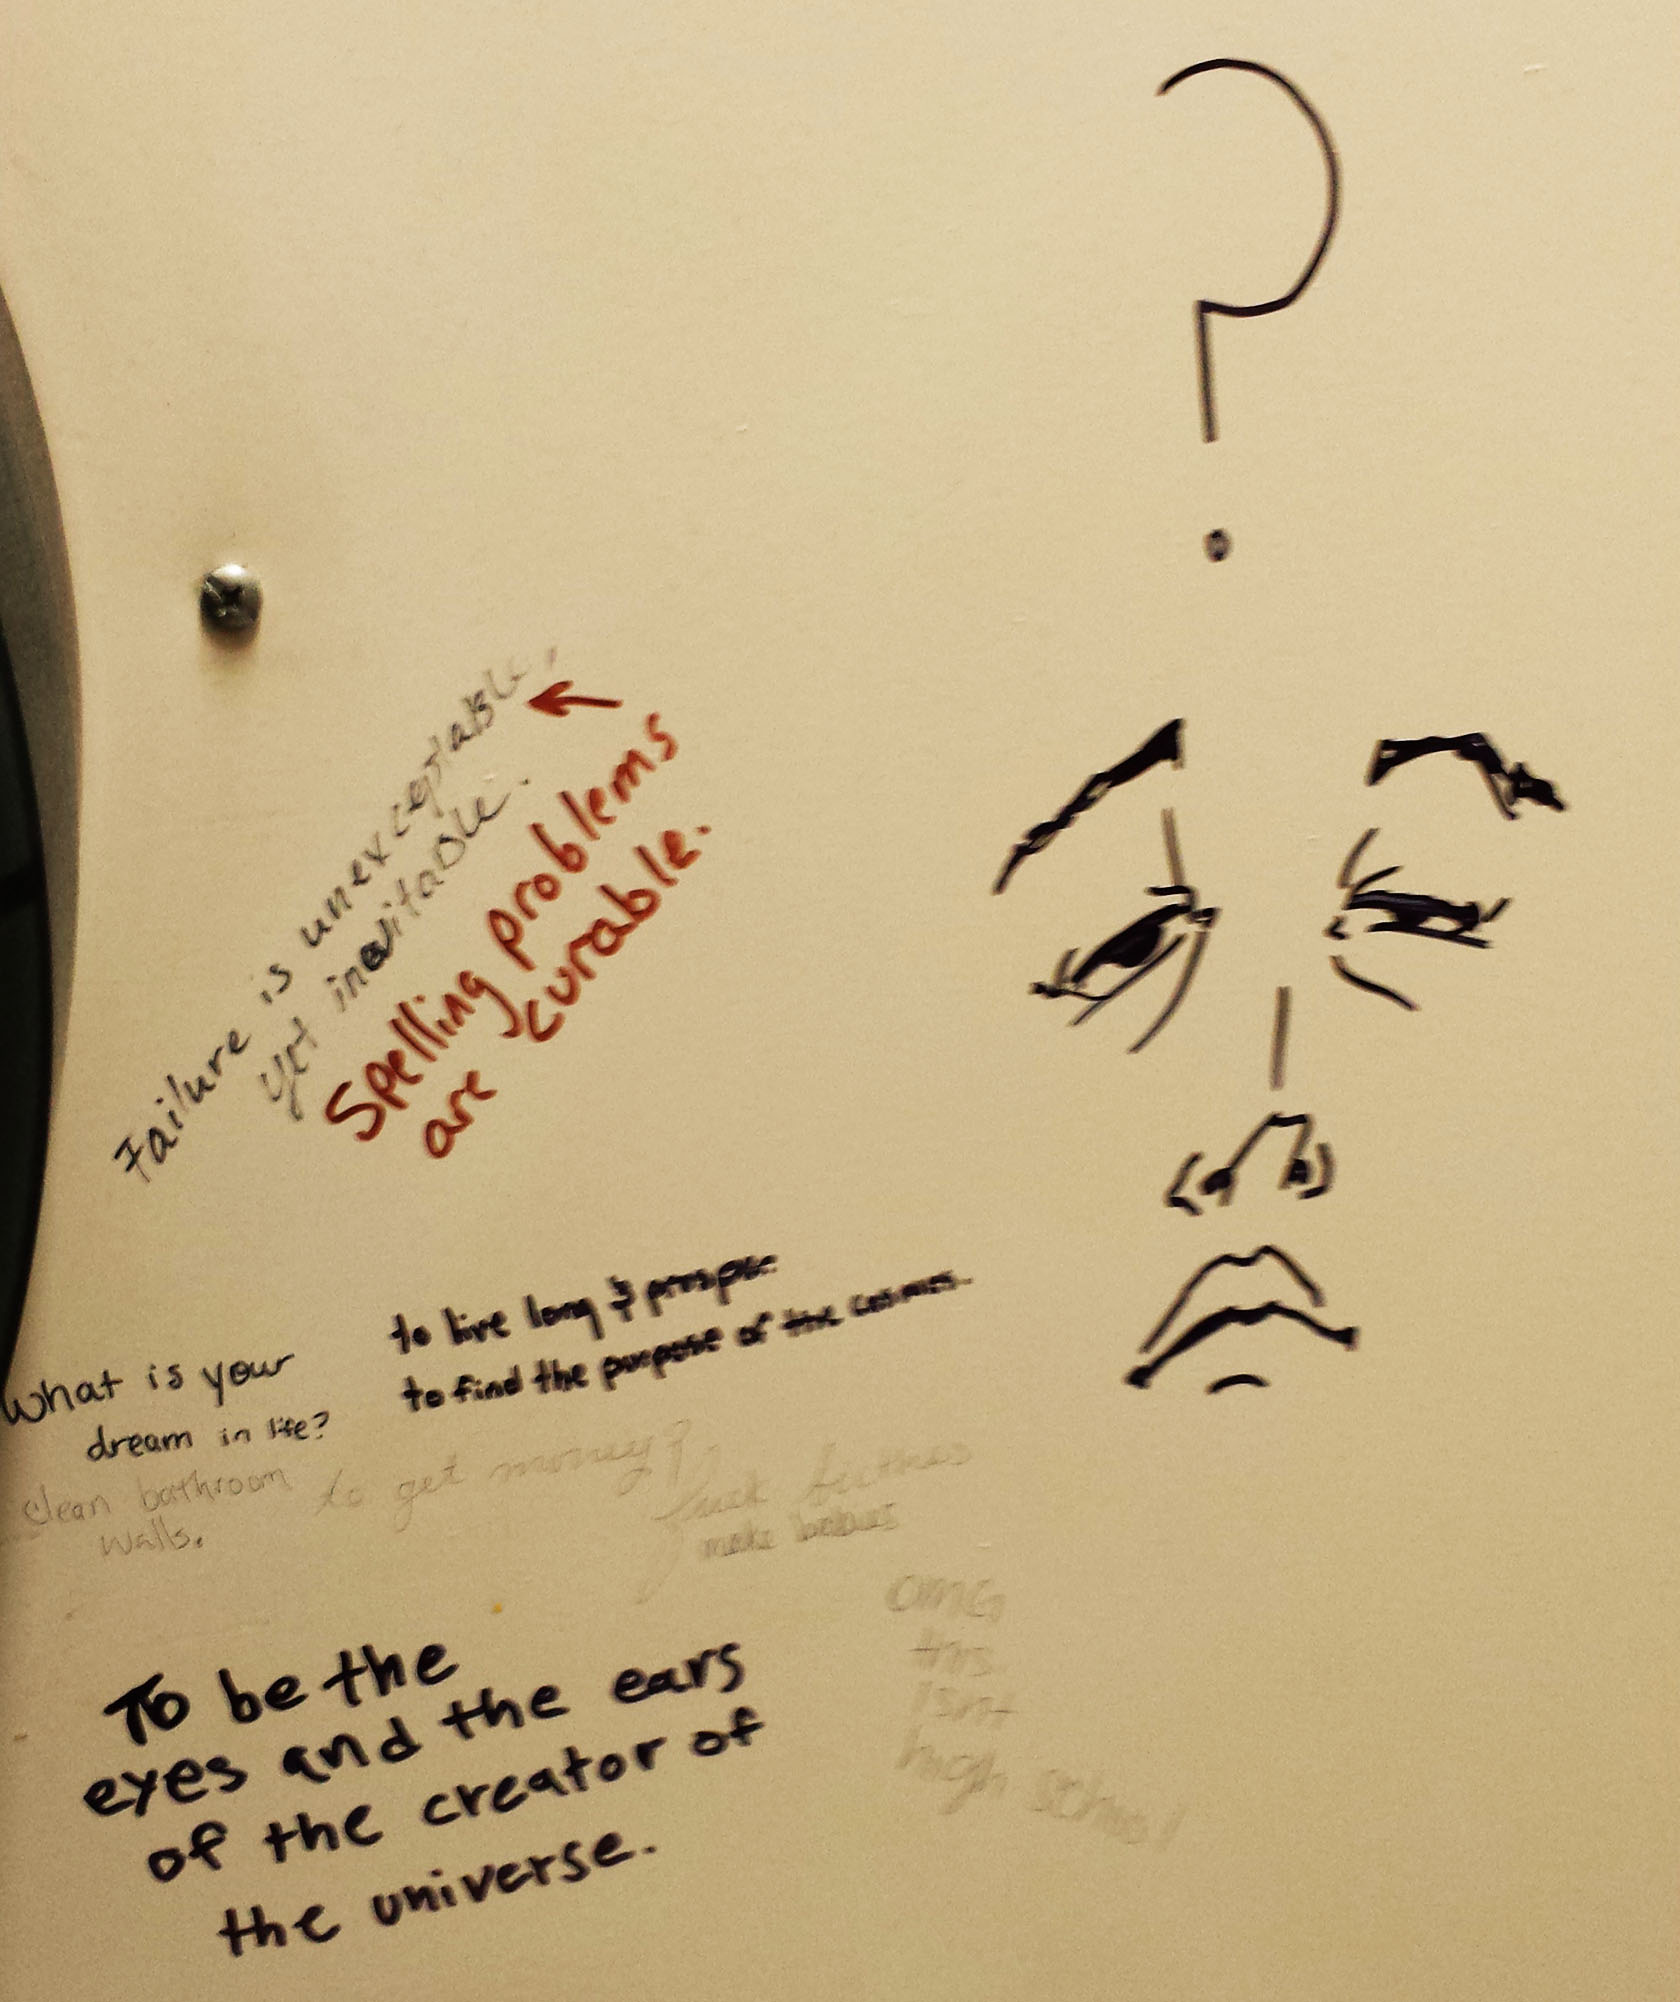 ?
Failure is unexceptable,
yet inevitable.
Spelling problems
are curable.
What is your
dream in life?
to live long & prosper
to find the purpose of the cosmos.
clean bathroom
walls.
to get money?
fuck bitches
make
OMG
this
isnt
high school
To be the
eyes and the ears
of the creator of
the universe.